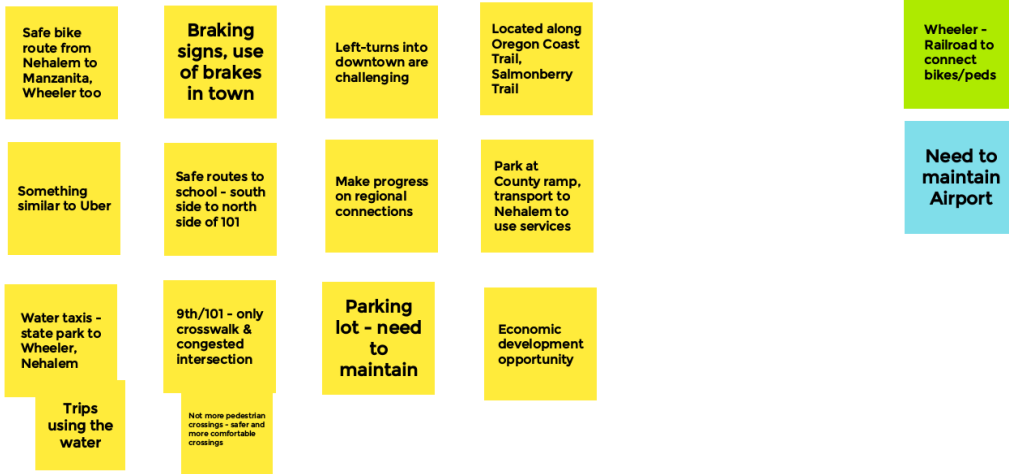 Safe bike
route from
Nehalem to
Manzanita,
Wheeler too
Braking
signs, use
of brakes
in town
Left-turns into
downtown are
challenging
Located along
Oregon Coast
Trail,
Salmonberry
Trail
Wheeler -
Railroad to
connect
bikes/peds
Something
similar to Uber
Safe routes to
school - south
side to north
side of 101
Make progress
on regional
connections
Park at
County ramp,
transport to
Nehalem to
use services
Need to
maintain
Airport
Water taxis -
state park to
Wheeler,
Nehalem
9th/101 - only
crosswalk &
congested
intersection
Parking
lot - need
to
maintain
Economic
development
opportunity
Trips
using the
water
Not more pedestrian
crossings - safer and
more comfortable
crossings